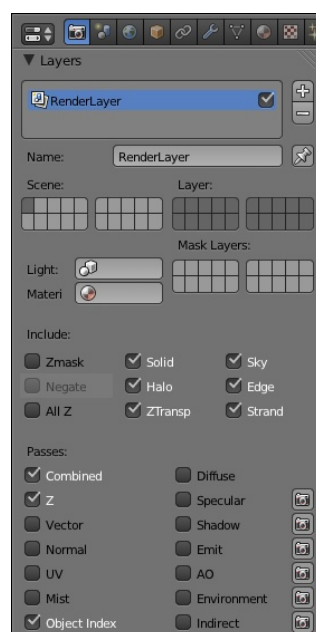 Layers
RenderLayer
Name: RenderLayer
Scene: Layer:
Mask Layers:
Light:
Materi
Include:
Zmask Solid Sky
Negate Halo Edge
All Z ZTransp Strand
Passes:
Combined Diffuse
Z Specular
Vector Shadow
Normal Emit
UV AO
Mist Environment
Object Index Indirect